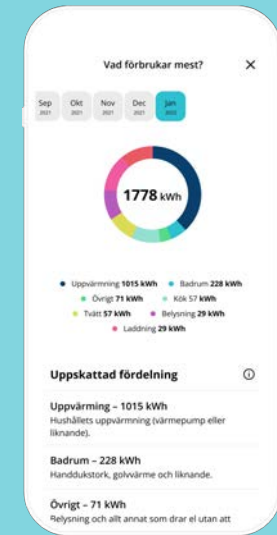 Vad förbrukar mest?
Sep Okt Nov Dec Jan
2021 2021 2021 2021 2022
1778 kWh
Uppvärmning 1015 kWh Badrum 228 kWh
Övrigt 71 kWh Kök 57 kWh
Tvätt 57 kWh Belysning 29 kWh
Laddning 29 kWh
Uppskattad fördelning
Uppvärming – 1015 kWh
Hushållets uppvärmning (värmepump eller
liknande).
Badrum – 228 kWh
Handdukstork, golvvärme och liknande.
Övrigt – 71 kWh
Belysning och allt annat som drar el utan att